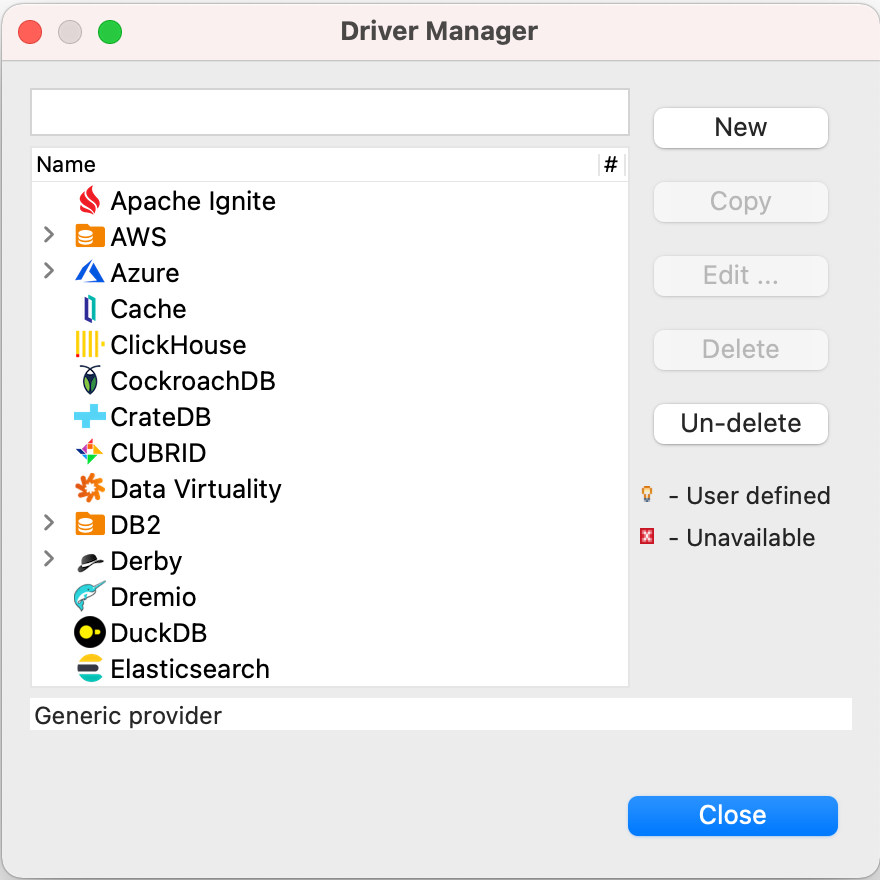 Driver Manager
New
Name #
Apache Ignite
AWS
Copy
Azure
Edit ...
Cache
ClickHouse
Delete
CockroachDB
CrateDB
Un-delete
CUBRID
Data Virtuality
- User defined
DB2
- Unavailable
Derby
Dremio
DuckDB
Elasticsearch
Generic provider
Close